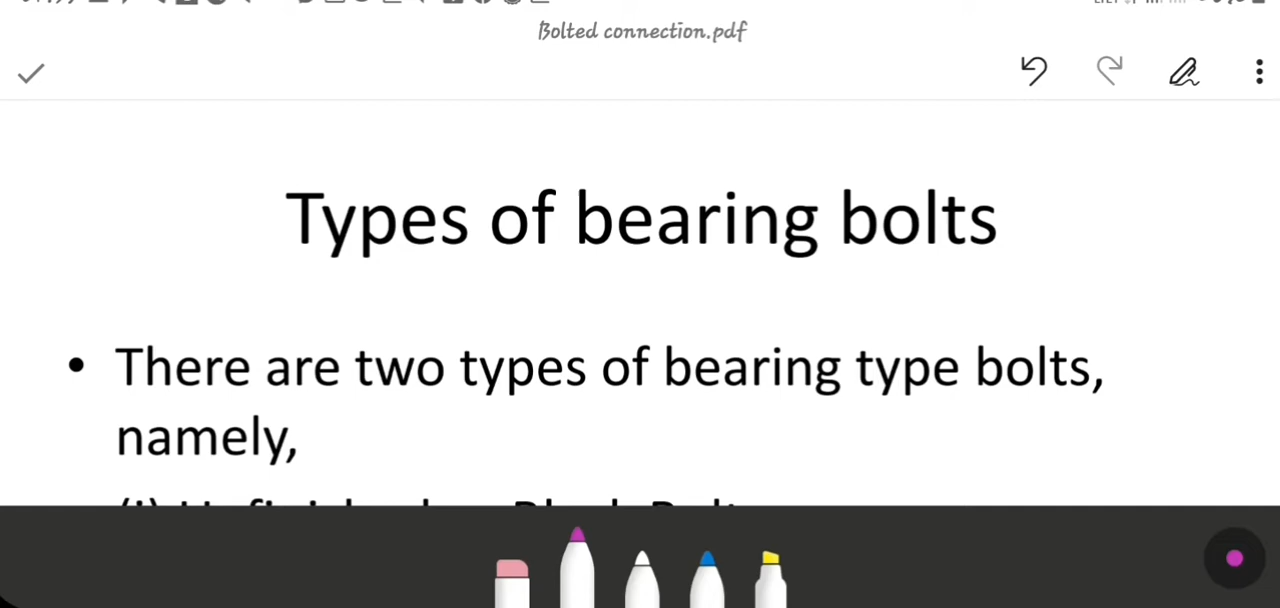 Bolted connection.pdf
Types of bearing bolts
• There are two types of bearing type bolts,
namely,